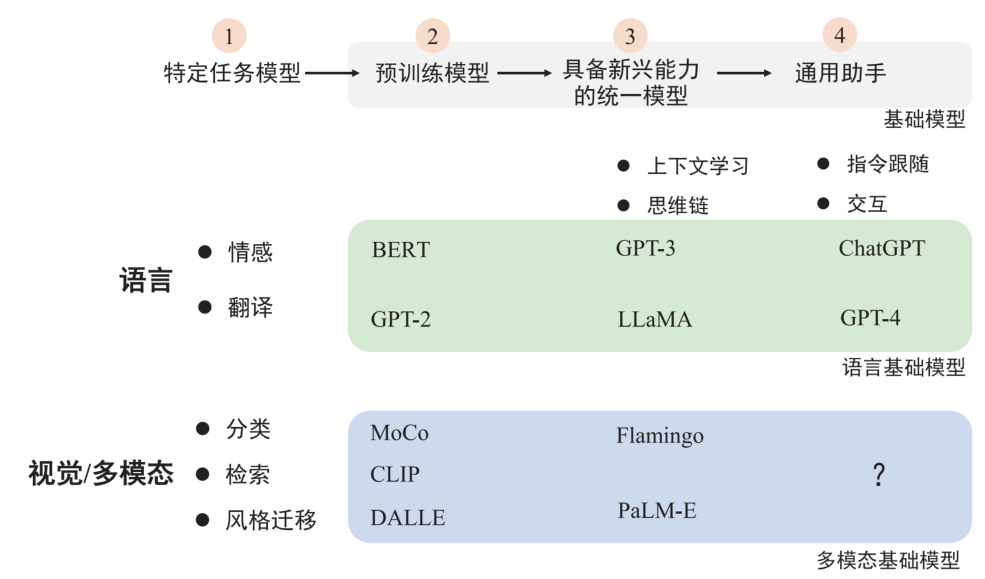 1 2 3 4
特定任务模型 预训练模型 具备新兴能力 通用助手
的统一模型
基础模型
● 上下文学习 ● 指令跟随
● 思维链 ● 交互
语言
● 情感 BERT GPT-3 ChatGPT
● 翻译 GPT-2 LLaMA GPT-4
语言基础模型
视觉/多模态
● 分类 MoCo Flamingo
● 检索 CLIP ?
● 风格迁移 DALLE PaLM-E
多模态基础模型